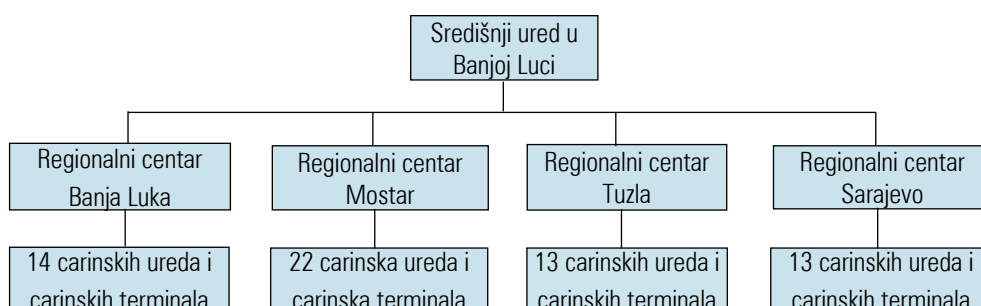 Središnji ured u
Banjoj Luci
Regionalni centar
Banja Luka
Regionalni centar
Mostar
Regionalni centar
Tuzla
Regionalni centar
Sarajevo
14 carinskih ureda i
carinskih terminala
22 carinska ureda i
carinska terminala
13 carinskih ureda i
carinskih terminala
13 carinskih ureda i
carinskih terminala